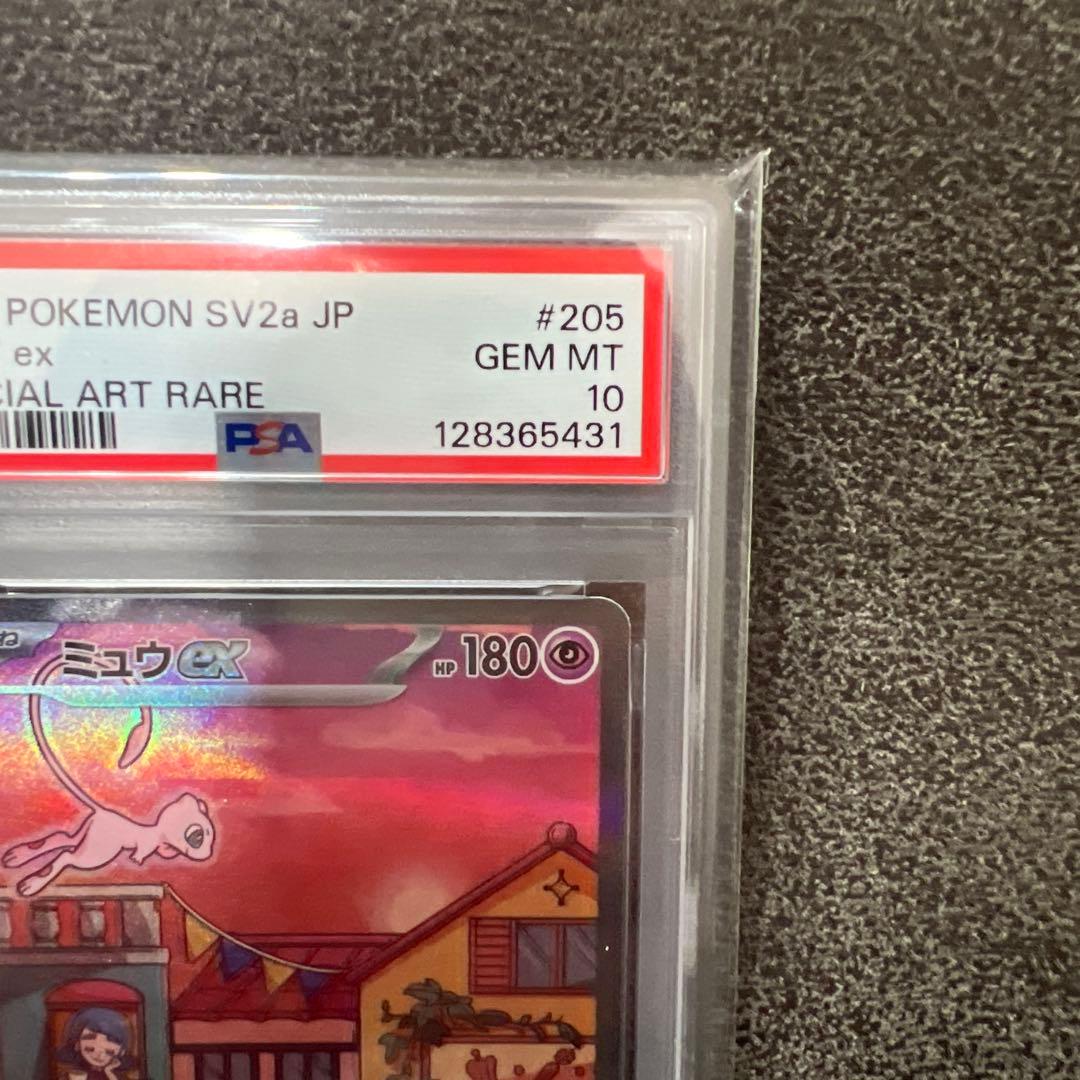 POKEMON SV2a JP #205
ex GEM MT
CIAL ART RARE 10
PSA 128365431
ね ミュウex HP180